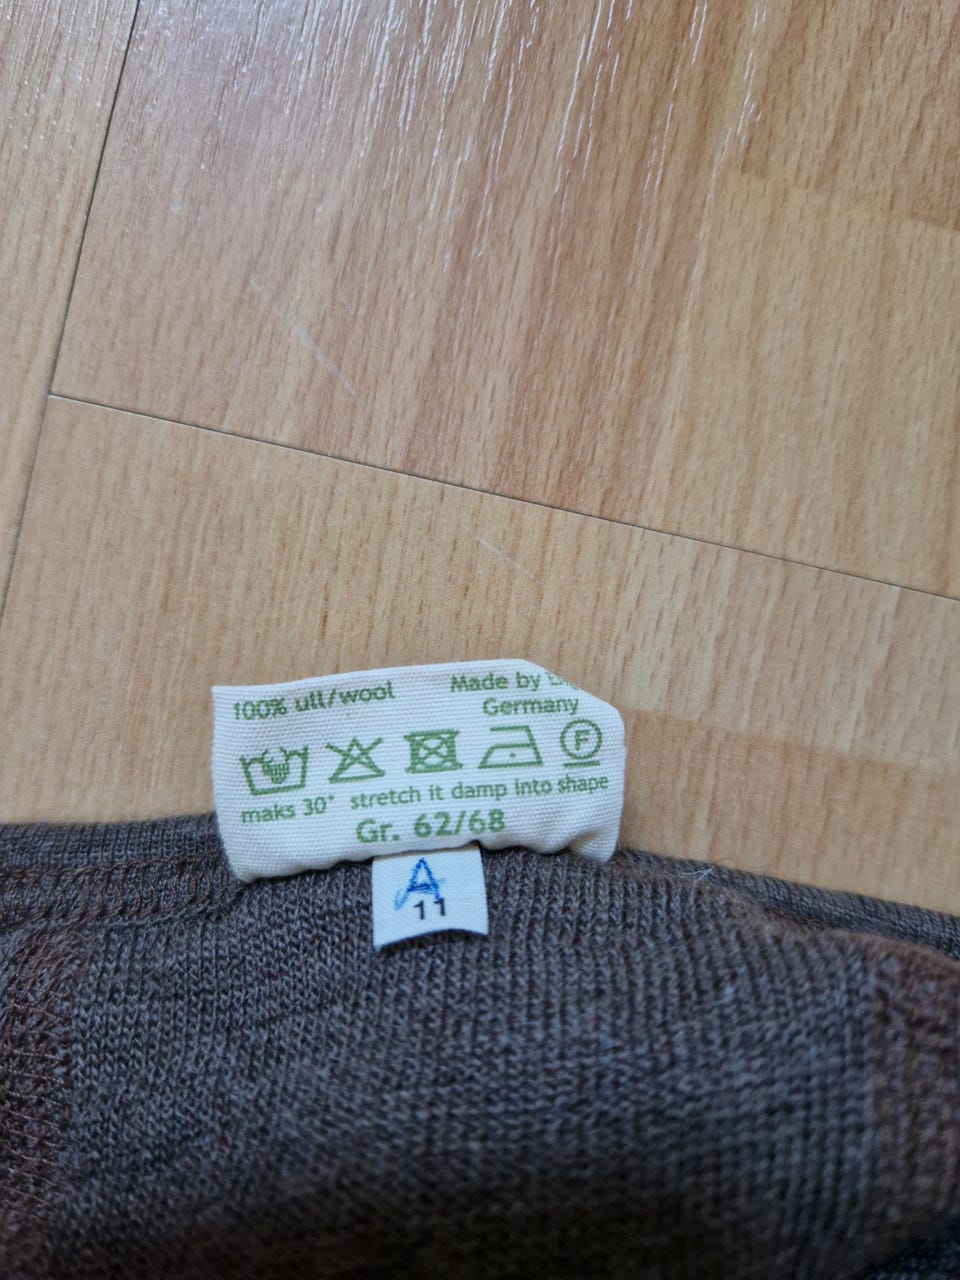 100% ull/wool
Made by
Germany
F
maks 30° stretch it damp into shape
Gr. 62/68
A
11